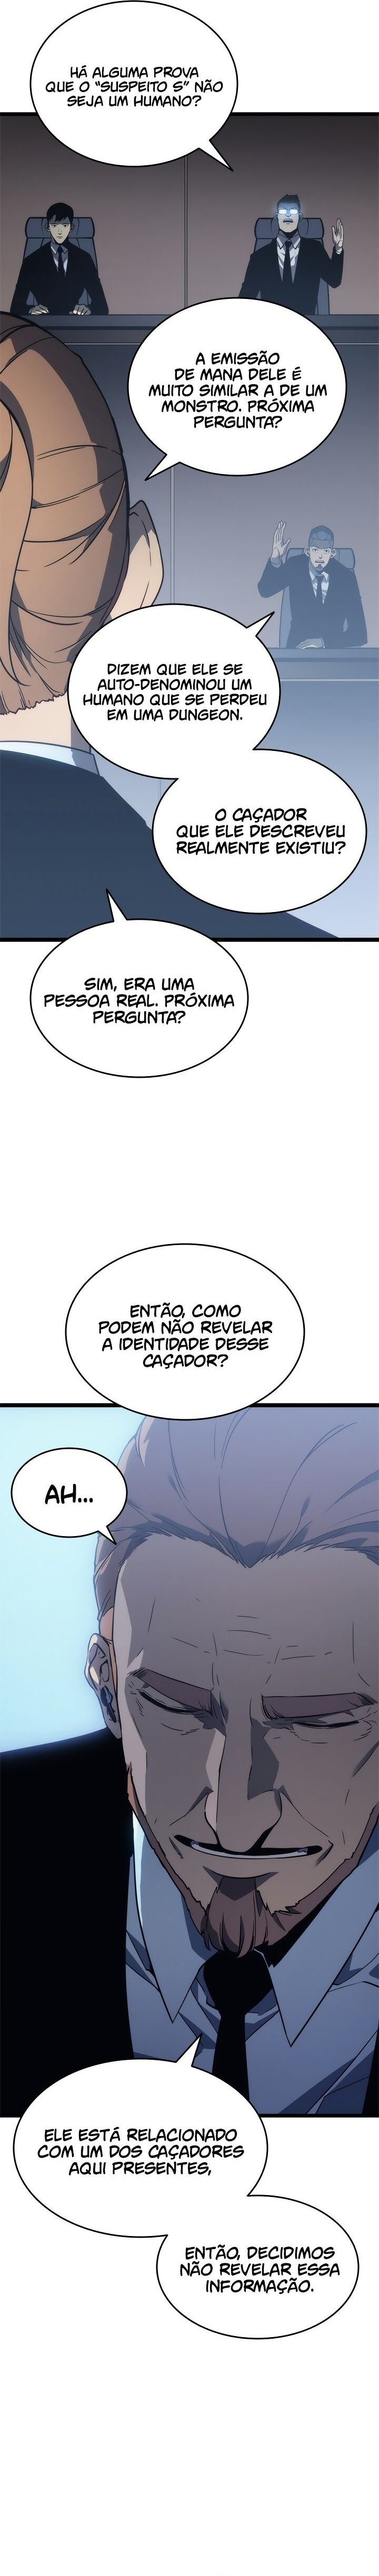 HÁ ALGUMA PROVA
QUE O "SUSPEITO S" NÃO
SEJA UM HUMANO?
A EMISSÃO
DE MANA DELE É
MUITO SIMILAR A DE UM
MONSTRO. PRÓXIMA
PERGUNTA?
DIZEM QUE ELE SE
AUTO-DENOMINOU UM
HUMANO QUE SE PERDEU
EM UMA DUNGEON.
O CAÇADOR
QUE ELE DESCREVEU
REALMENTE EXISTIU?
SIM, ERA UMA
PESSOA REAL. PRÓXIMA
PERGUNTA?
ENTÃO, COMO
PODEM NÃO REVELAR
A IDENTIDADE DESSE
CAÇADOR?
AH...
ELE ESTÁ RELACIONADO
COM UM DOS CAÇADORES
AQUI PRESENTES,
ENTÃO, DECIDIMOS
NÃO REVELAR ESSA
INFORMAÇÃO.